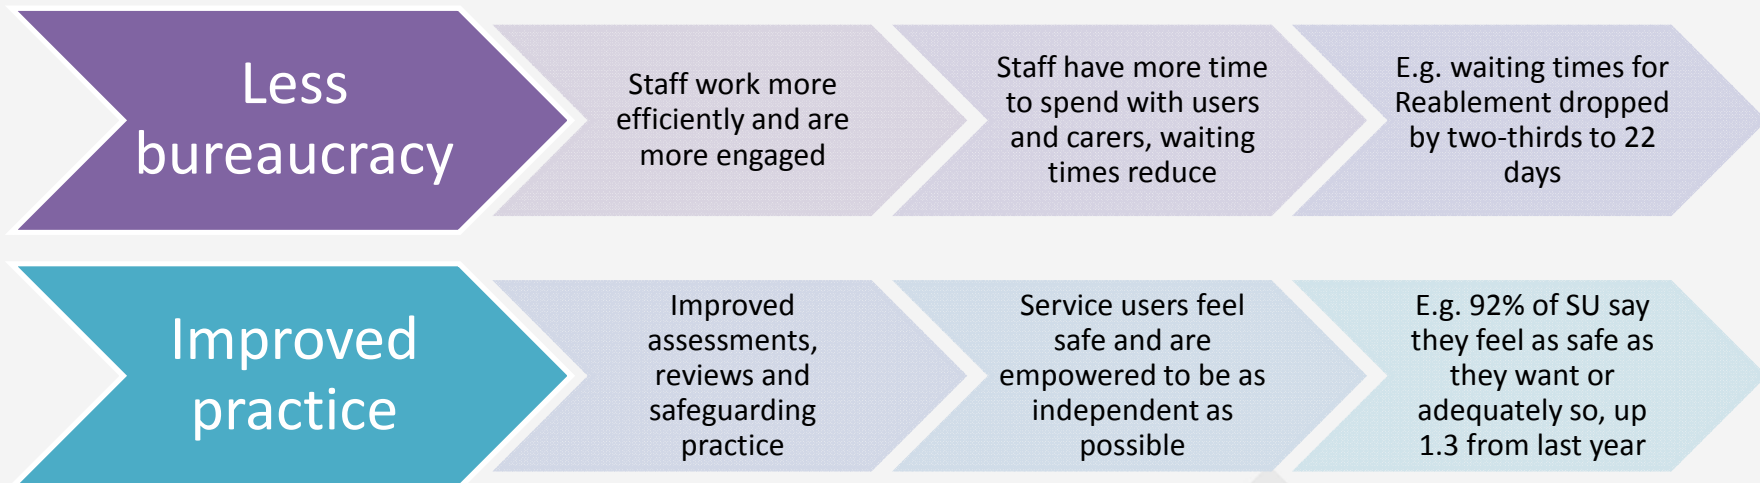 Less
bureaucracy
Staff work more
efficiently and are
more engaged
Staff have more time
to spend with users
and carers, waiting
times reduce
E.g. waiting times for
Reablement dropped
by two-thirds to 22
days
Improved
practice
Improved
assessments,
reviews and
safeguarding
practice
Service users feel
safe and are
empowered to be as
independent as
possible
E.g. 92% of SU say
they feel as safe as
they want or
adequately so, up
1.3 from last year